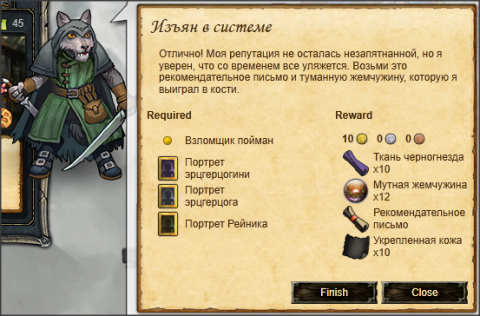 45
Изъян в системе
Отлично! Моя репутация не осталась незапятнанной, но я
уверен, что со временем все уляжется. Возьми это
рекомендательное письмо и туманную жемчужину, которую я
выиграл в кости.
Required
Взломщик пойман
Портрет
эрцгерцогини
Портрет
эрцгерцога
Портрет Рейника
Reward
10 0 0
Ткань черногнезда
x10
Мутная жемчужина
x12
Рекомендательное
письмо
Укрепленная кожа
x10
Finish Close